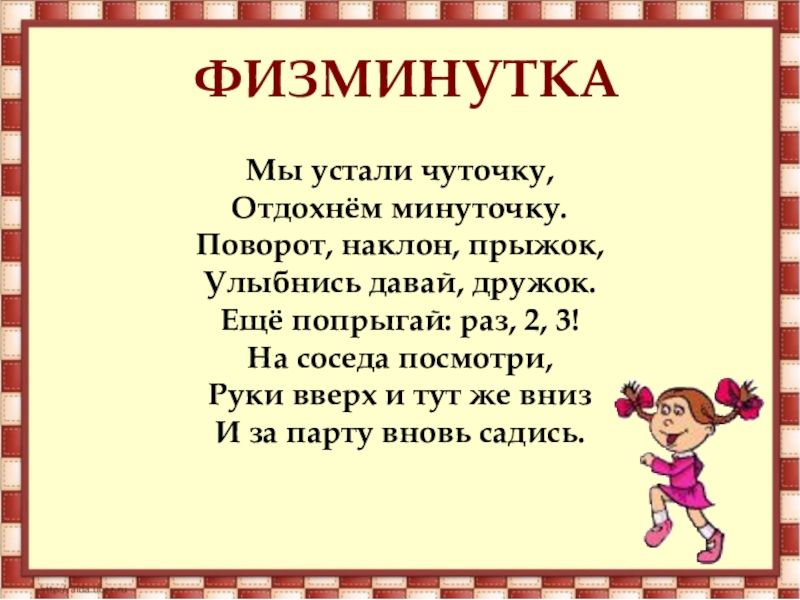 ФИЗМИНУТКА
Мы устали чуточку,
Отдохнём минуточку.
Поворот, наклон, прыжок,
Улыбнись давай, дружок.
Ещё попрыгай: раз, 2, 3!
На соседа посмотри,
Руки вверх и тут же вниз
И за парту вновь садись.